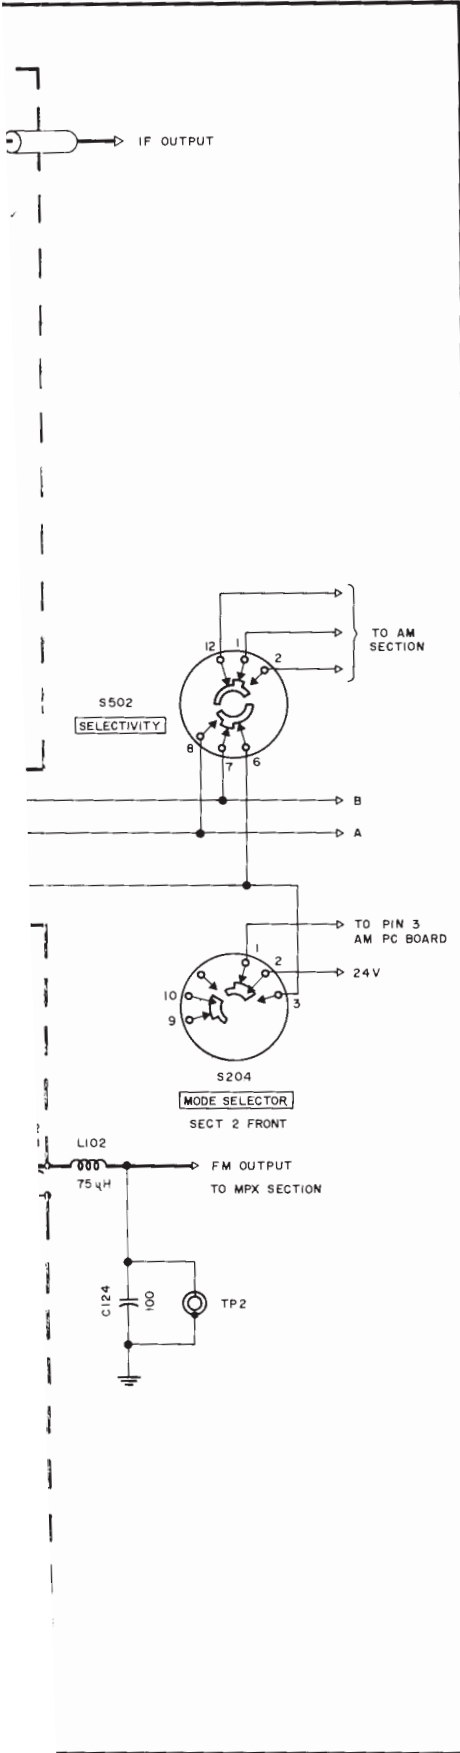 IF OUTPUT
12 1 2
TO AM
SECTION
S502
SELECTIVITY
8 7 6
B
A
TO PIN 3
AM PC BOARD
1
2
24V
10
3
9
S204
MODE SELECTOR
SECT 2 FRONT
L102
FM OUTPUT
75 µH
TO MPX SECTION
C124
100
TP2